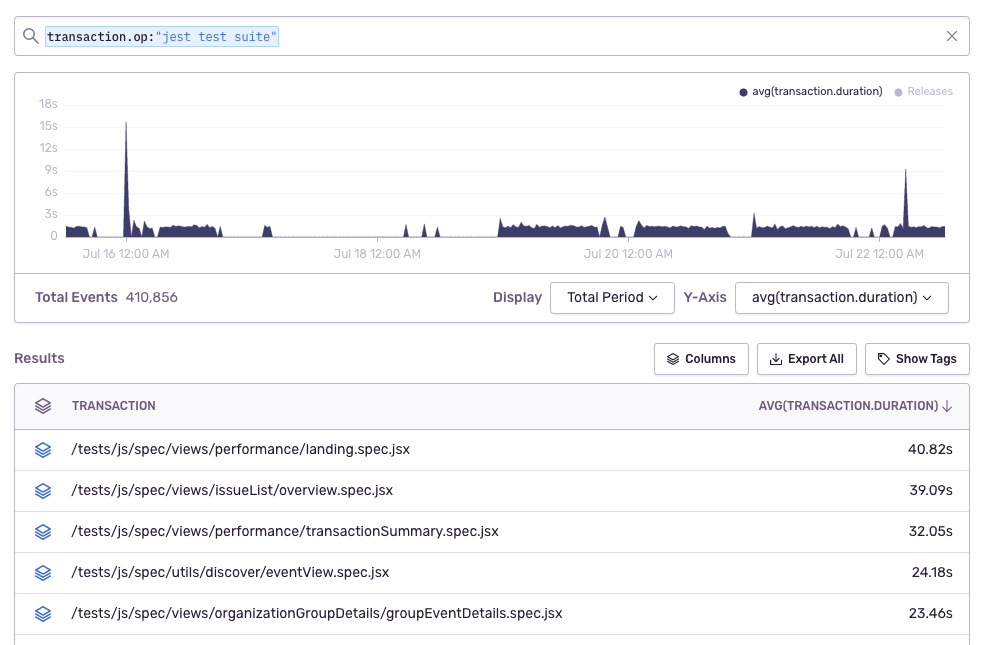 transaction.op:"jest test suite"
avg(transaction.duration) Releases
18s
15s
12s
9s
6s
3s
0
Jul 16 12:00 AM Jul 18 12:00 AM Jul 20 12:00 AM Jul 22 12:00 AM
Total Events 410,856 Display Total Period Y-Axis avg(transaction.duration)
Results Columns Export All Show Tags
TRANSACTION AVG(TRANSACTION.DURATION)
/tests/js/spec/views/performance/landing.spec.jsx 40.82s
/tests/js/spec/views/issueList/overview.spec.jsx 39.09s
/tests/js/spec/views/performance/transactionSummary.spec.jsx 32.05s
/tests/js/spec/utils/discover/eventView.spec.jsx 24.18s
/tests/js/spec/views/organizationGroupDetails/groupEventDetails.spec.jsx 23.46s